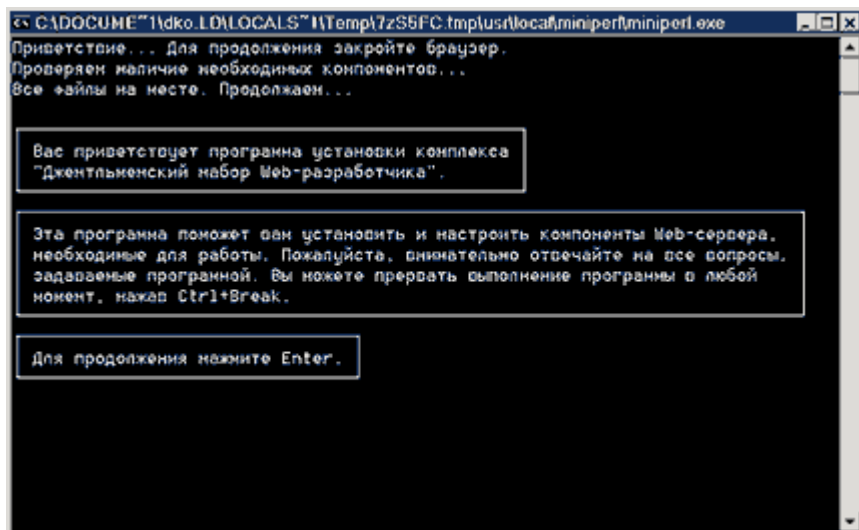 C:\DOCUME~1\dko.LD\LOCALS~1\Temp\7zS5FC.tmp\usr\local\miniperl\miniperl.exe
Приветствие... Для продолжения закройте браузер.
Проверяем наличие необходимых компонентов...
Все файлы на месте. Продолжаем...
Вас приветствует программа установки комплекса
"Джентльменский набор Web-разработчика".
Эта программа поможет вам установить и настроить компоненты Web-сервера,
необходимые для работы. Пожалуйста, внимательно отвечайте на все вопросы,
задаваемые программой. Вы можете прервать выполнение программы в любой
момент, нажав Ctrl+Break.
Для продолжения нажмите Enter.